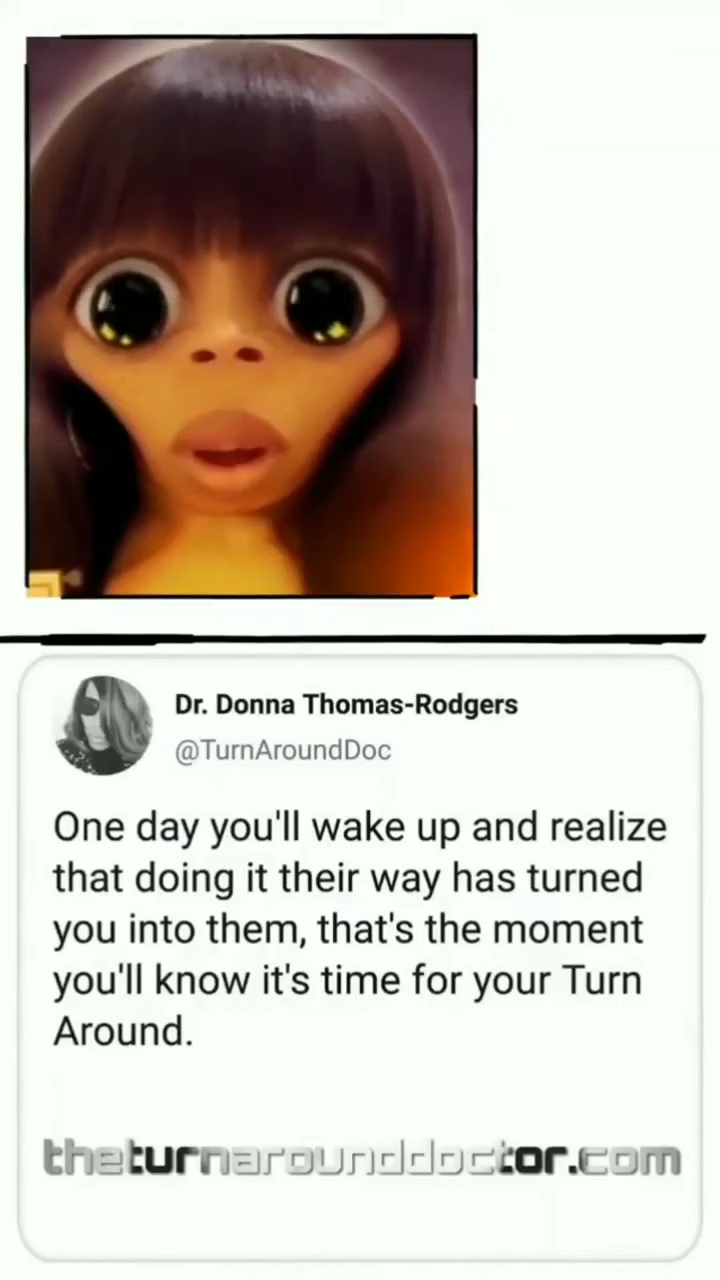 Dr. Donna Thomas-Rodgers
@TurnAroundDoc
One day you'll wake up and realize
that doing it their way has turned
you into them, that's the moment
you'll know it's time for your Turn
Around.
theturnarounddoctor.com